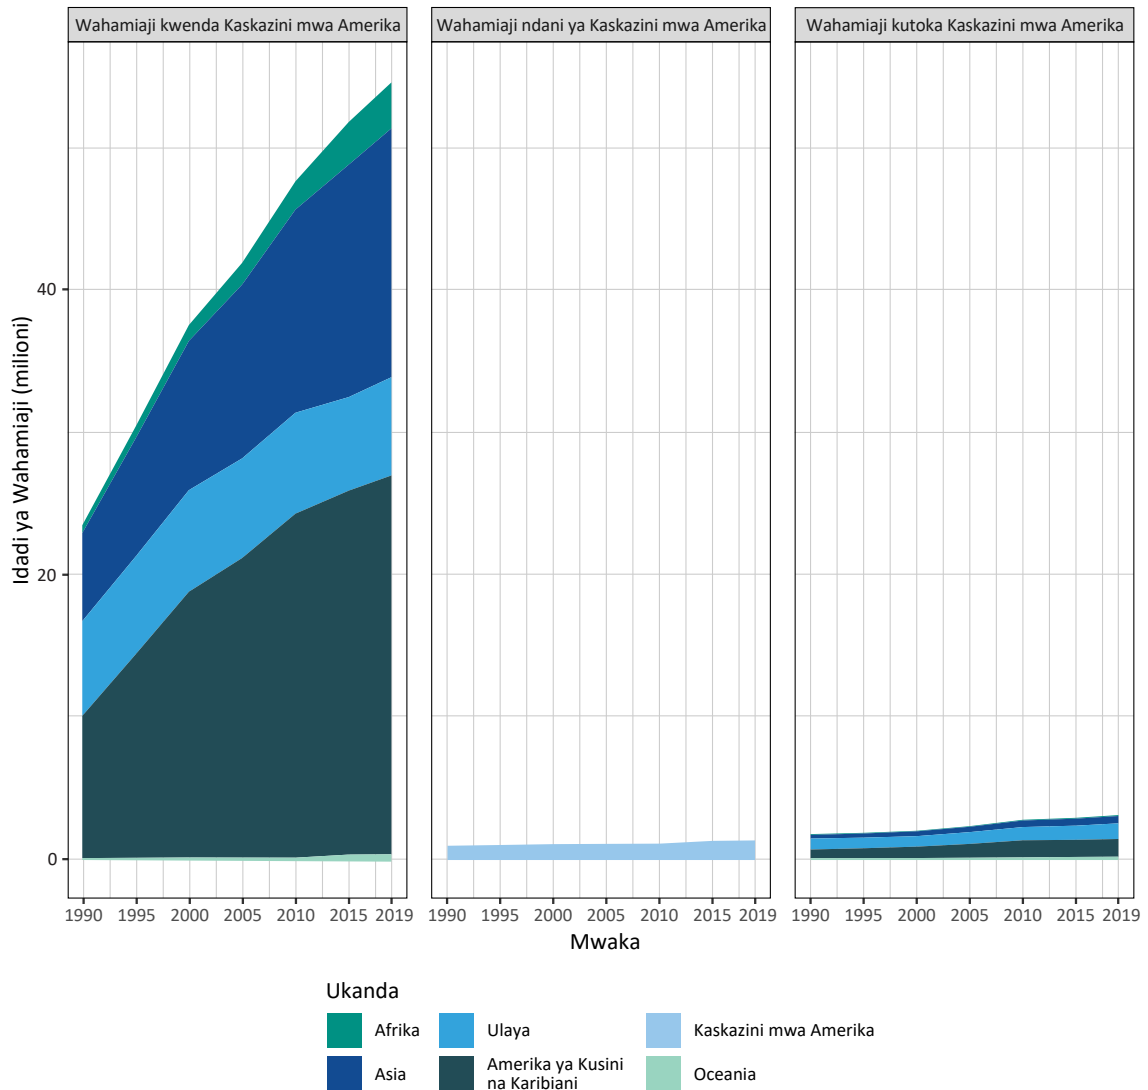 Wahamiaji kwenda Kaskazini mwa Amerika
Wahamiaji ndani ya Kaskazini mwa Amerika
Wahamiaji kutoka Kaskazini mwa Amerika
Idadi ya Wahamiaji (milioni)
40
20
0
1990 1995 2000 2005 2010 2015 2019
1990 1995 2000 2005 2010 2015 2019
1990 1995 2000 2005 2010 2015 2019
Mwaka
Ukanda
Afrika
Ulaya
Kaskazini mwa Amerika
Asia
Amerika ya Kusini
na Karibiani
Oceania